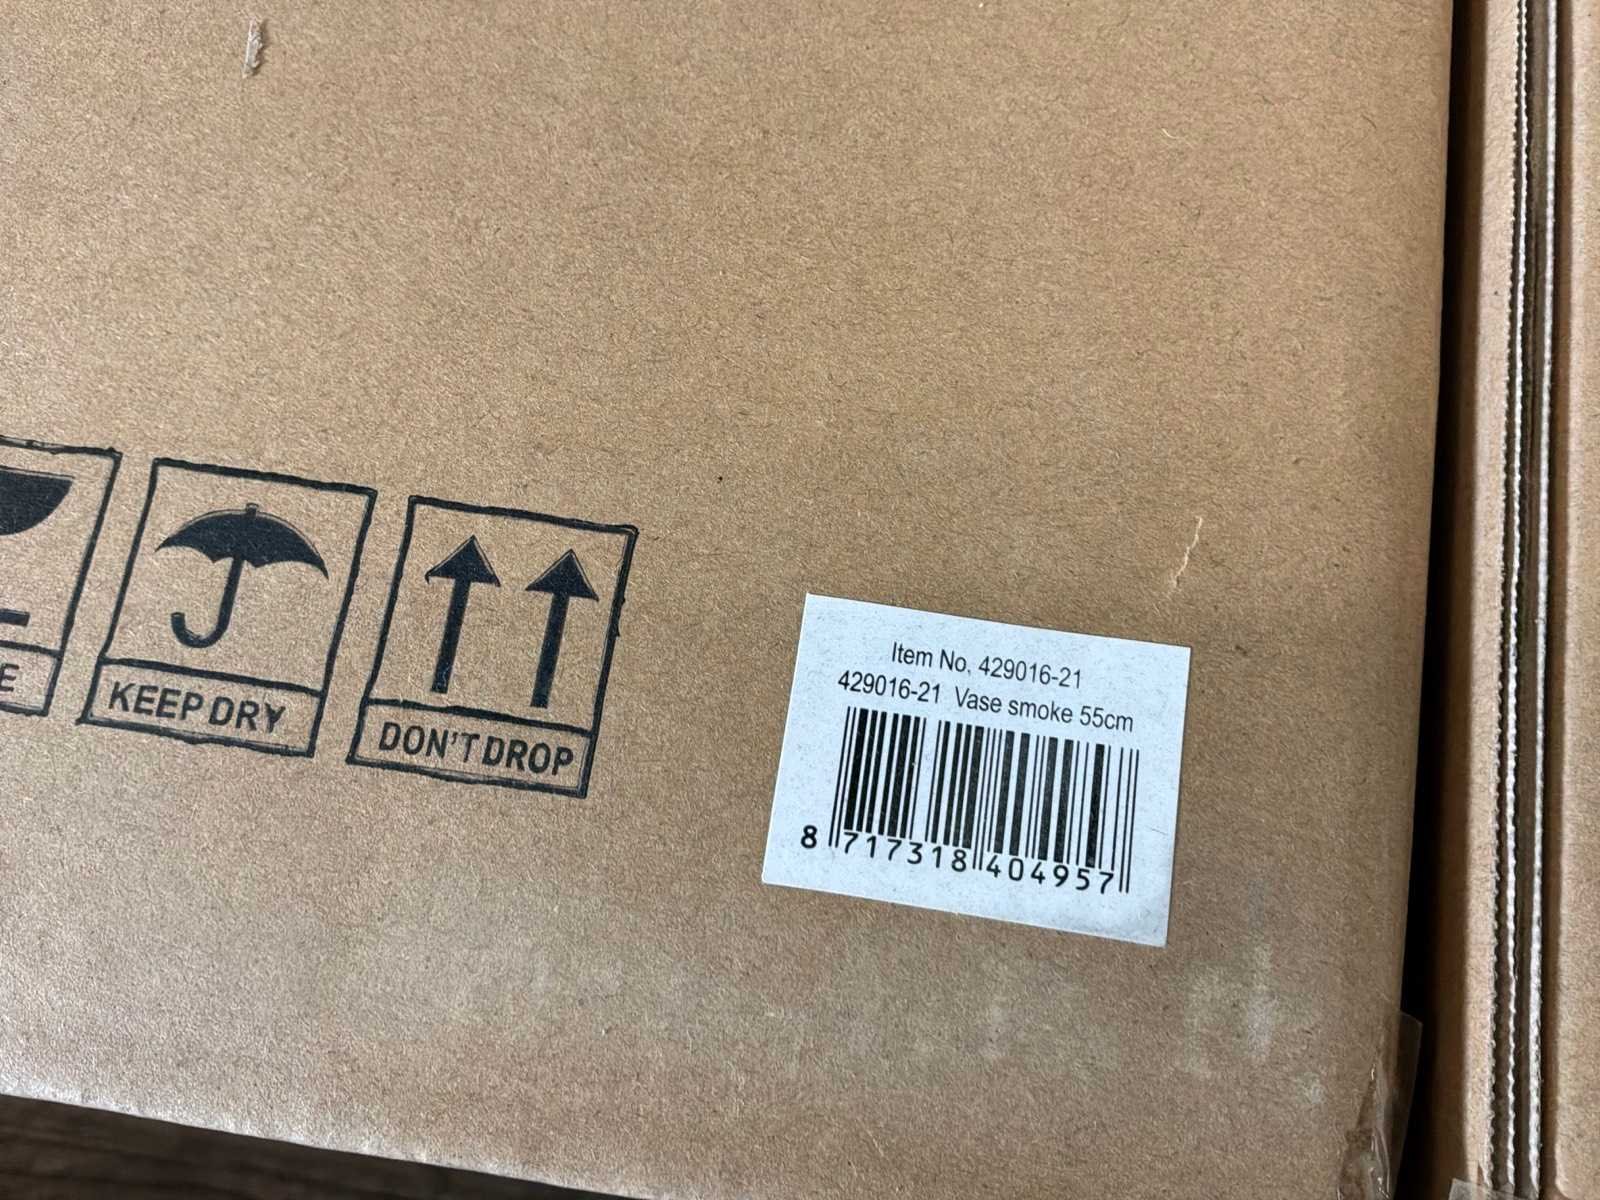 E
KEEP DRY
DON'T DROP
Item No, 429016-21
429016-21 Vase smoke 55cm
8 717318 404957